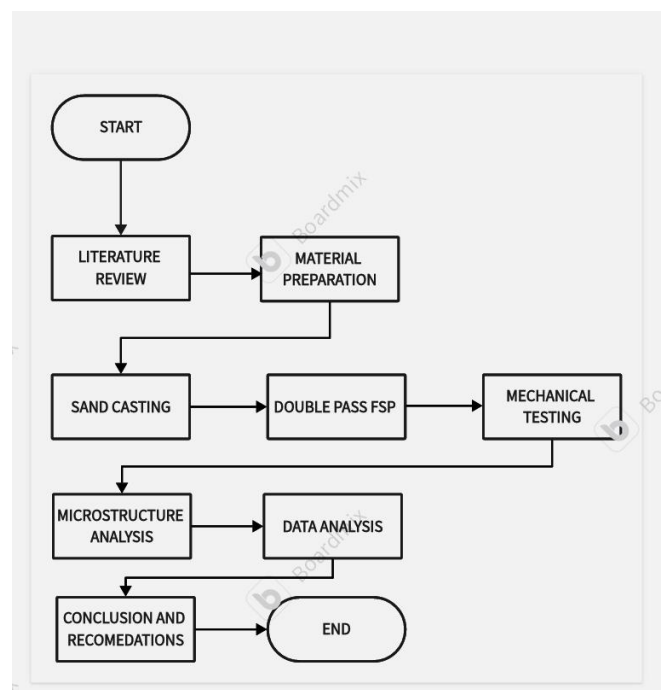 START
LITERATURE
REVIEW
MATERIAL
PREPARATION
SAND CASTING
DOUBLE PASS FSP
MECHANICAL
TESTING
MICROSTRUCTURE
ANALYSIS
DATA ANALYSIS
CONCLUSION AND
RECOMEDATIONS
END
Boardmix
Boardmix
Bo